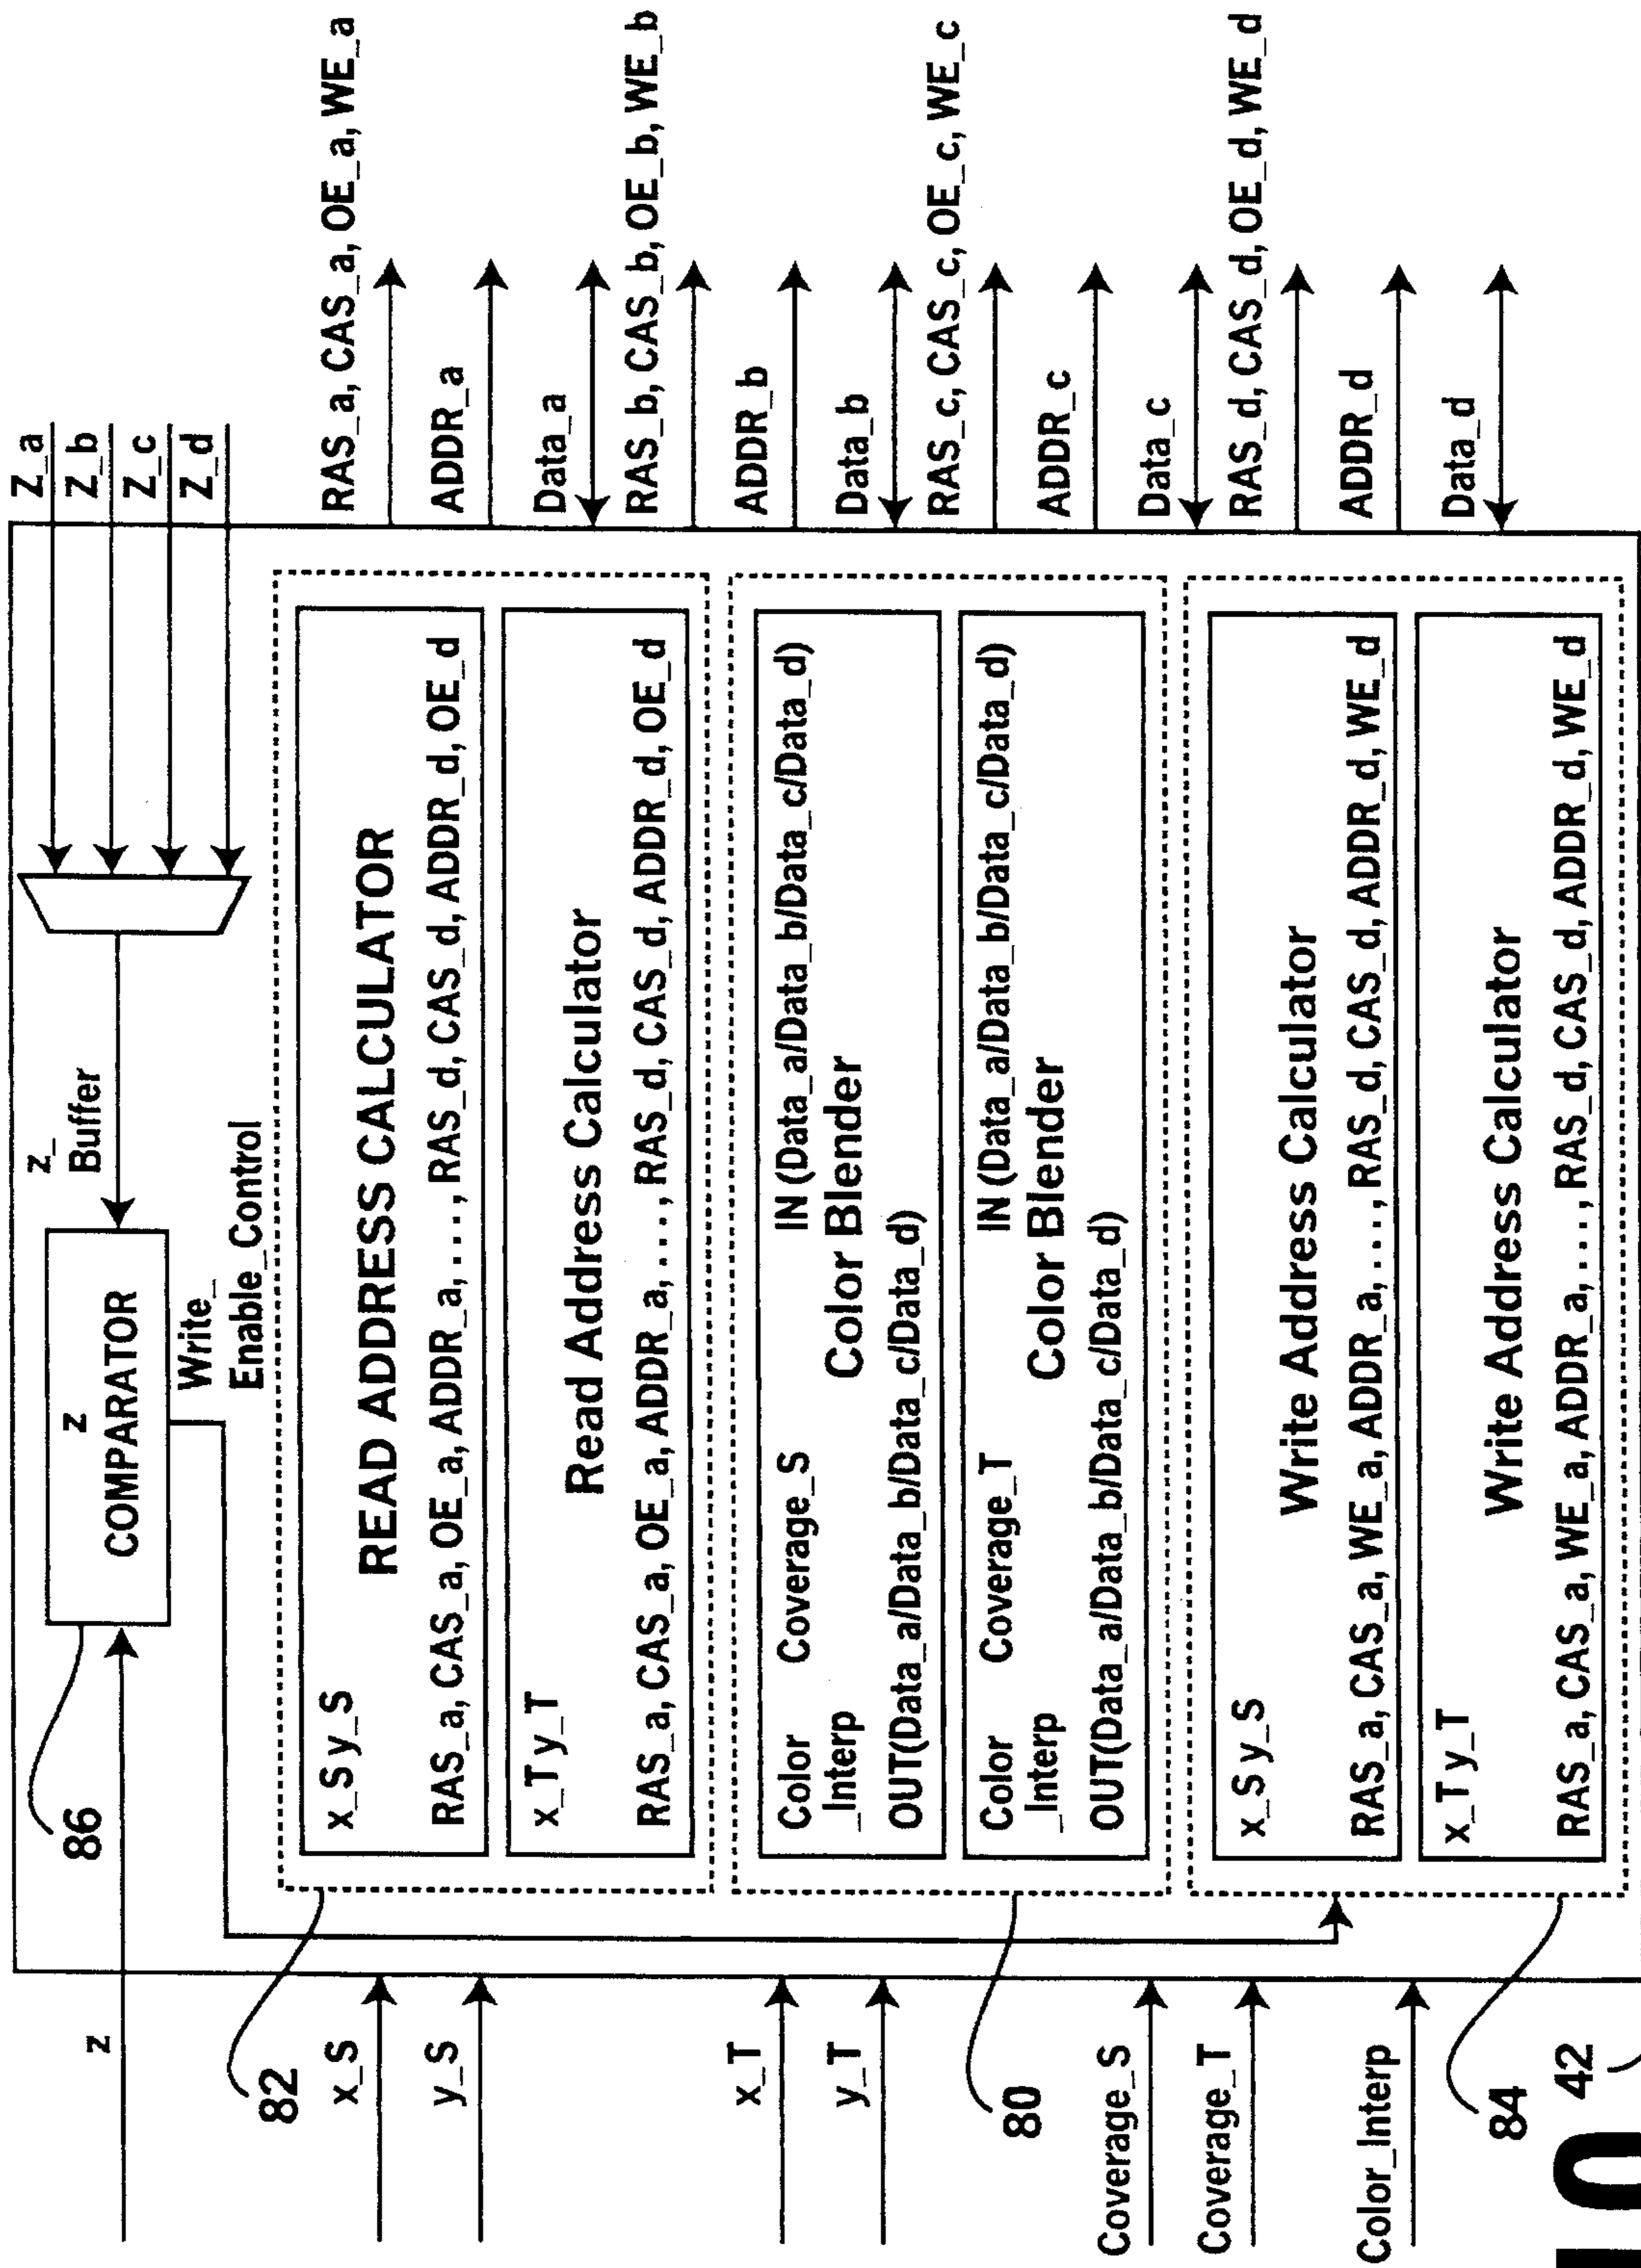 z
x_S
y_S
x_T
y_T
Coverage_S
Coverage_T
Color_Interp
86
82
80
84
42
z
COMPARATOR
z_
Buffer
Write_
Enable_Control
Z_a
Z_b
Z_c
Z_d
x_S y_S
READ ADDRESS CALCULATOR
RAS_a, CAS_a, OE_a, ADDR_a, ..., RAS_d, CAS_d, ADDR_d, OE_d
x_T y_T
Read Address Calculator
RAS_a, CAS_a, OE_a, ADDR_a, ..., RAS_d, CAS_d, ADDR_d, OE_d
Color Coverage_S IN (Data_a/Data_b/Data_c/Data_d)
_Interp Color Blender
OUT(Data_a/Data_b/Data_c/Data_d)
Color Coverage_T IN (Data_a/Data_b/Data_c/Data_d)
_Interp Color Blender
OUT(Data_a/Data_b/Data_c/Data_d)
x_S y_S
Write Address Calculator
RAS_a, CAS_a, WE_a, ADDR_a, ..., RAS_d, CAS_d, ADDR_d, WE_d
x_T y_T
Write Address Calculator
RAS_a, CAS_a, WE_a, ADDR_a, ..., RAS_d, CAS_d, ADDR_d, WE_d
RAS_a, CAS_a, OE_a, WE_a
ADDR_a
Data_a
RAS_b, CAS_b, OE_b, WE_b
ADDR_b
Data_b
RAS_c, CAS_c, OE_c, WE_c
ADDR_c
Data_c
RAS_d, CAS_d, OE_d, WE_d
ADDR_d
Data_d